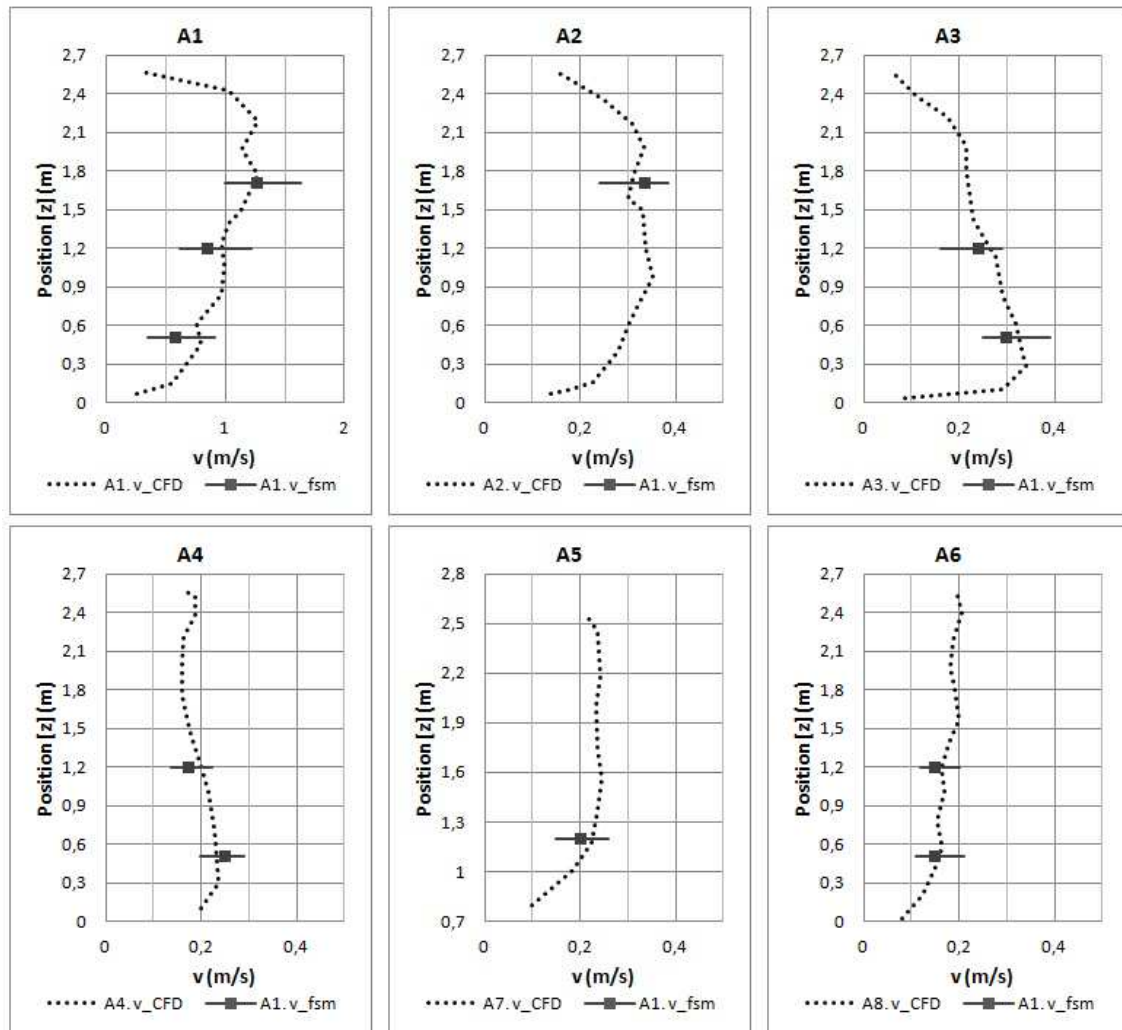 A1
2,7
2,4
2,1
1,8
1,5
1,2
0,9
0,6
0,3
0
0 1 2
Position [z] (m)
v (m/s)
A1. v_CFD A1. v_fsm
A2
2,7
2,4
2,1
1,8
1,5
1,2
0,9
0,6
0,3
0
0 0,2 0,4
Position [z] (m)
v (m/s)
A2. v_CFD A1. v_fsm
A3
2,7
2,4
2,1
1,8
1,5
1,2
0,9
0,6
0,3
0
0 0,2 0,4
Position [z] (m)
v (m/s)
A3. v_CFD A1. v_fsm
A4
2,7
2,4
2,1
1,8
1,5
1,2
0,9
0,6
0,3
0
0 0,2 0,4
Position [z] (m)
v (m/s)
A4. v_CFD A1. v_fsm
A5
2,8
2,5
2,2
1,9
1,6
1,3
1
0,7
0 0,2 0,4
Position [z] (m)
v (m/s)
A7. v_CFD A1. v_fsm
A6
2,7
2,4
2,1
1,8
1,5
1,2
0,9
0,6
0,3
0
0 0,2 0,4
Position [z] (m)
v (m/s)
A8. v_CFD A1. v_fsm